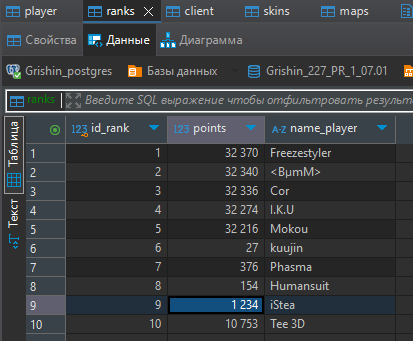 player ranks client skins maps
Свойства Данные Диаграмма
Grishin_postgres Базы данных Grishin_227_PR_1_07.01
ranks Введите SQL выражение чтобы отфильтровать результ
Таблица
Текст
123 id_rank 123 points A-Z name_player
1 1 32 370 Freezestyler
2 2 32 340 <BμmM>
3 3 32 336 Cor
4 4 32 274 I.K.U
5 5 32 216 Mokou
6 6 27 kuujin
7 7 376 Phasma
8 8 154 Humansuit
9 9 1 234 iStea
10 10 10 753 Tee 3D